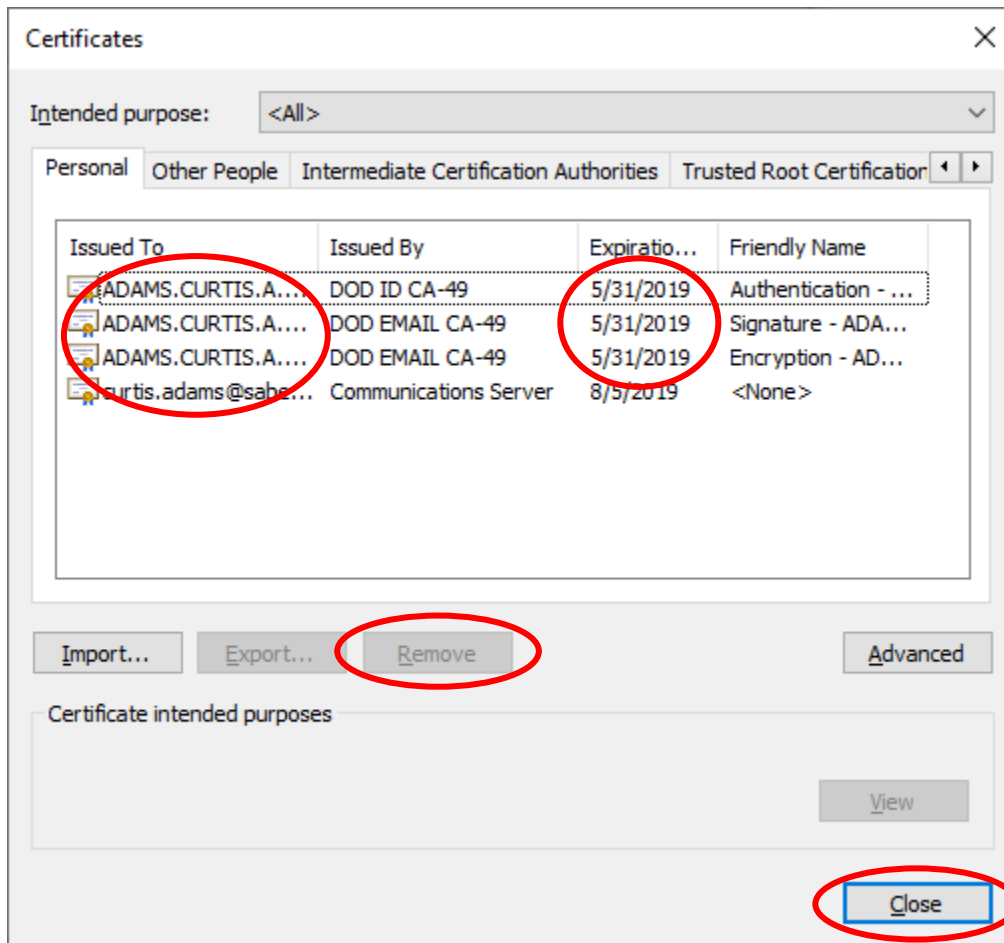 Certificates
Intended purpose: <All>
Personal Other People Intermediate Certification Authorities Trusted Root Certification
Issued To Issued By Expiratio... Friendly Name
ADAMS.CURTIS.A.... DOD ID CA-49 5/31/2019 Authentication - ...
ADAMS.CURTIS.A.... DOD EMAIL CA-49 5/31/2019 Signature - ADA...
ADAMS.CURTIS.A.... DOD EMAIL CA-49 5/31/2019 Encryption - AD...
curtis.adams@sabe... Communications Server 8/5/2019 <None>
Import... Export... Remove Advanced
Certificate intended purposes
View
Close